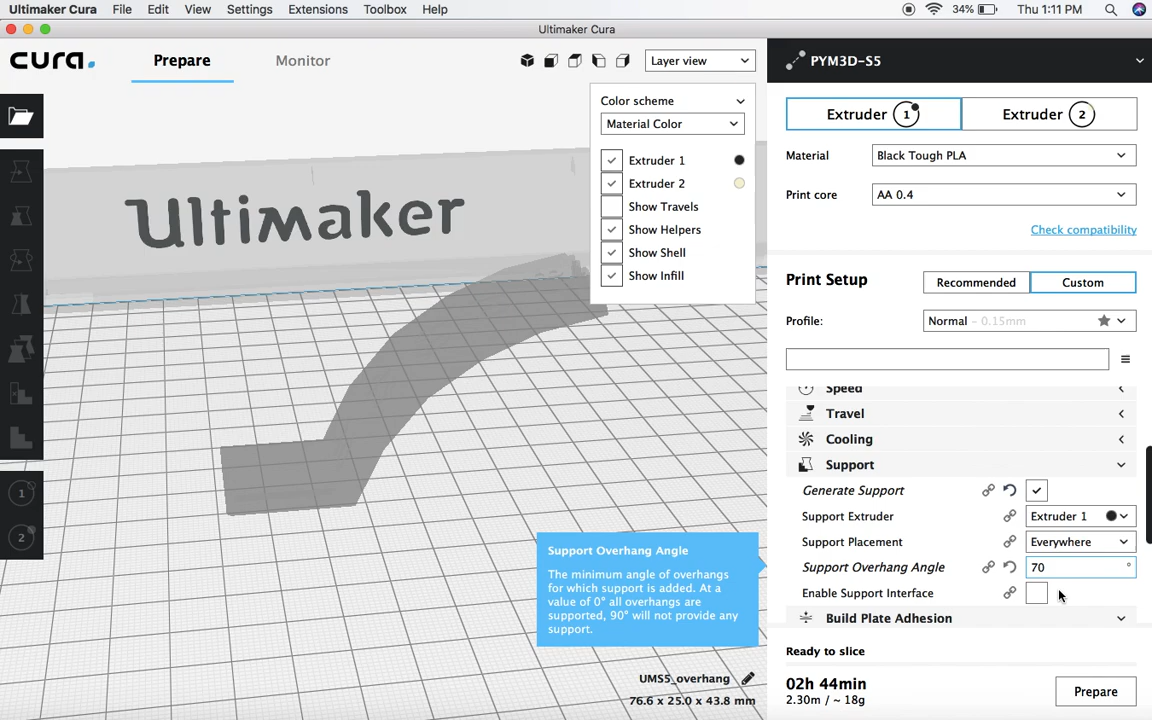 Ultimaker Cura File Edit View Settings Extensions Toolbox Help 34% Thu 1:11 PM
Ultimaker Cura
cura. Prepare Monitor Layer view PYM3D-S5
Color scheme
Material Color
Extruder 1
Extruder 2
Show Travels
Show Helpers
Show Shell
Show Infill
Ultimaker
1
2
Extruder 1 Extruder 2
Material Black Tough PLA
Print core AA 0.4
Check compatibility
Print Setup Recommended Custom
Profile: Normal - 0.15mm
Speed
Travel
Cooling
Support
Generate Support
Support Extruder Extruder 1
Support Placement Everywhere
Support Overhang Angle 70 °
Enable Support Interface
Build Plate Adhesion
Support Overhang Angle
The minimum angle of overhangs
for which support is added. At a
value of 0° all overhangs are
supported, 90° will not provide any
support.
UMS5_overhang
76.6 x 25.0 x 43.8 mm
Ready to slice
02h 44min
2.30m / ~ 18g
Prepare